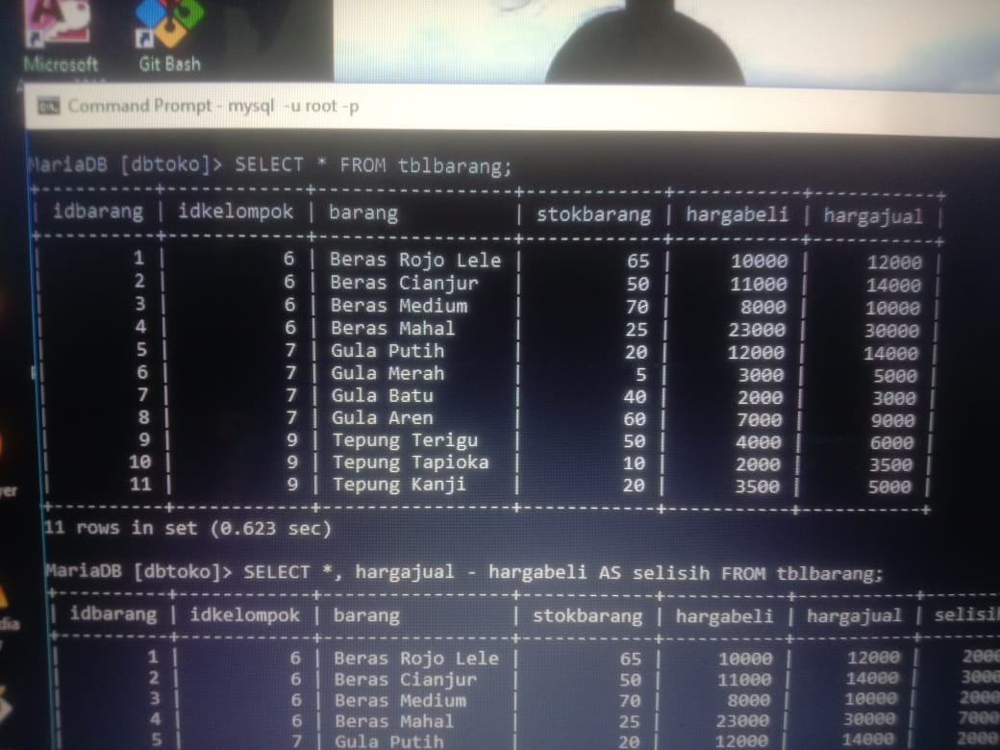 Microsoft
Git Bash
Command Prompt - mysql -u root -p
MariaDB [dbtoko]> SELECT * FROM tblbarang;
| idbarang | idkelompok | barang | stokbarang | hargabeli | hargajual |
| 1 | 6 | Beras Rojo Lele | 65 | 10000 | 12000 |
| 2 | 6 | Beras Cianjur | 50 | 11000 | 14000 |
| 3 | 6 | Beras Medium | 70 | 8000 | 10000 |
| 4 | 6 | Beras Mahal | 25 | 23000 | 30000 |
| 5 | 7 | Gula Putih | 20 | 12000 | 14000 |
| 6 | 7 | Gula Merah | 5 | 3000 | 5000 |
| 7 | 7 | Gula Batu | 40 | 2000 | 3000 |
| 8 | 7 | Gula Aren | 60 | 7000 | 9000 |
| 9 | 9 | Tepung Terigu | 50 | 4000 | 6000 |
| 10 | 9 | Tepung Tapioka | 10 | 2000 | 3500 |
| 11 | 9 | Tepung Kanji | 20 | 3500 | 5000 |
11 rows in set (0.623 sec)
MariaDB [dbtoko]> SELECT *, hargajual - hargabeli AS selisih FROM tblbarang;
| idbarang | idkelompok | barang | stokbarang | hargabeli | hargajual | selisi
| 1 | 6 | Beras Rojo Lele | 65 | 10000 | 12000 | 2000
| 2 | 6 | Beras Cianjur | 50 | 11000 | 14000 | 3000
| 3 | 6 | Beras Medium | 70 | 8000 | 10000 | 2000
| 4 | 6 | Beras Mahal | 25 | 23000 | 30000 | 7000
| 5 | 7 | Gula Putih | 20 | 12000 | 14000 | 2000